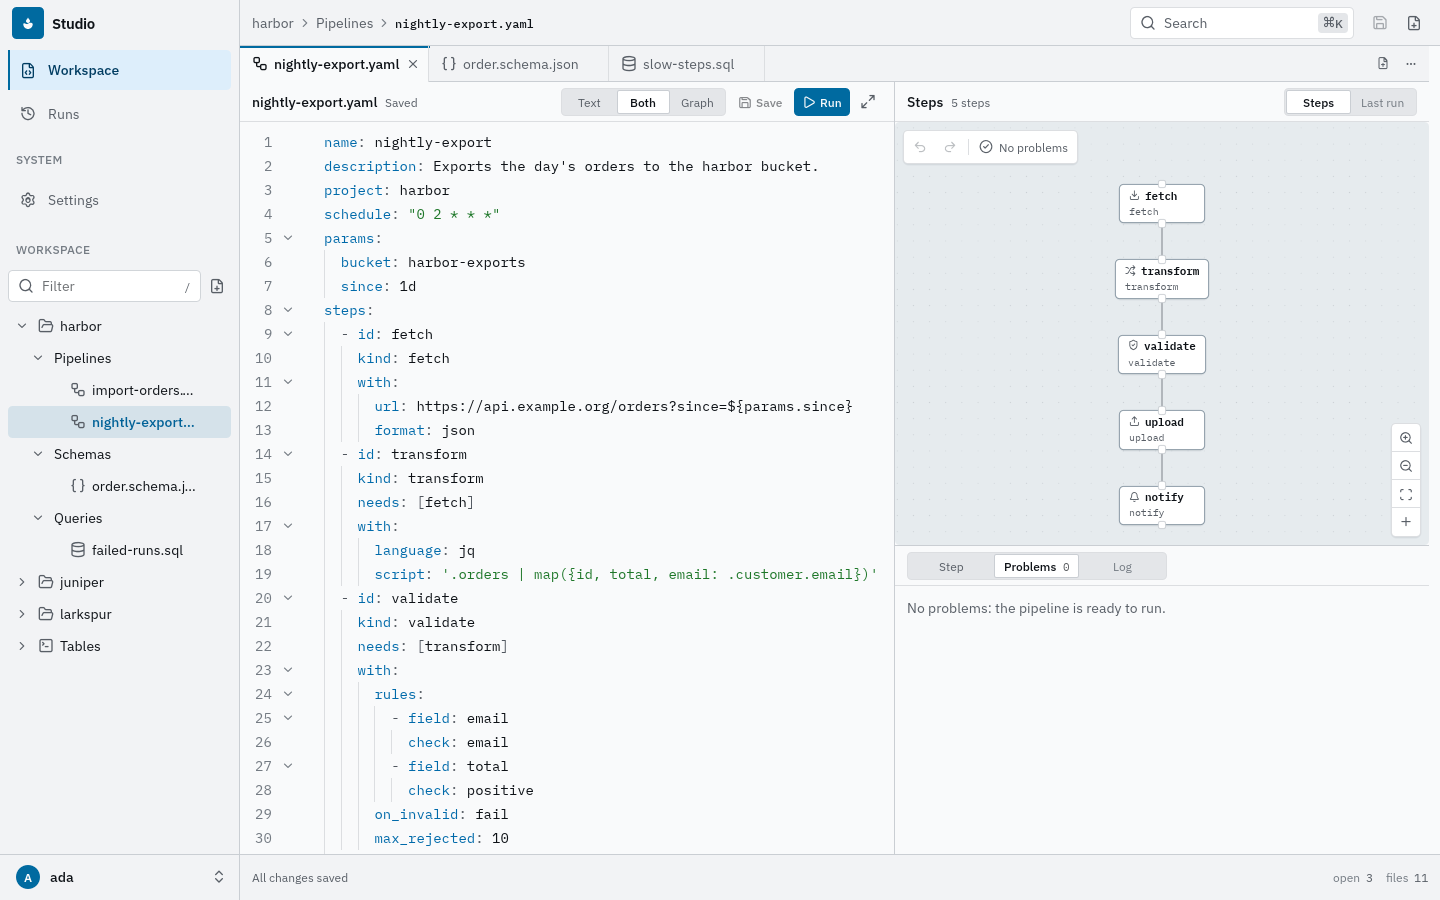 Studio
Workspace
Runs
SYSTEM
Settings
WORKSPACE
Filter /
harbor
Pipelines
import-orders....
nightly-export...
Schemas
order.schema.j...
Queries
failed-runs.sql
juniper
larkspur
Tables
A ada
harbor > Pipelines > nightly-export.yaml
Search ⌘K
nightly-export.yaml
order.schema.json
slow-steps.sql
nightly-export.yaml Saved
Text Both Graph
Save
Run
1 name: nightly-export
2 description: Exports the day's orders to the harbor bucket.
3 project: harbor
4 schedule: "0 2 * * *"
5 params:
6 bucket: harbor-exports
7 since: 1d
8 steps:
9 - id: fetch
10 kind: fetch
11 with:
12 url: https://api.example.org/orders?since=${params.since}
13 format: json
14 - id: transform
15 kind: transform
16 needs: [fetch]
17 with:
18 language: jq
19 script: '.orders | map({id, total, email: .customer.email})'
20 - id: validate
21 kind: validate
22 needs: [transform]
23 with:
24 rules:
25 - field: email
26 check: email
27 - field: total
28 check: positive
29 on_invalid: fail
30 max_rejected: 10
Steps 5 steps
Steps Last run
No problems
fetch
fetch
transform
transform
validate
validate
upload
upload
notify
notify
Step Problems 0 Log
No problems: the pipeline is ready to run.
All changes saved
open 3 files 11